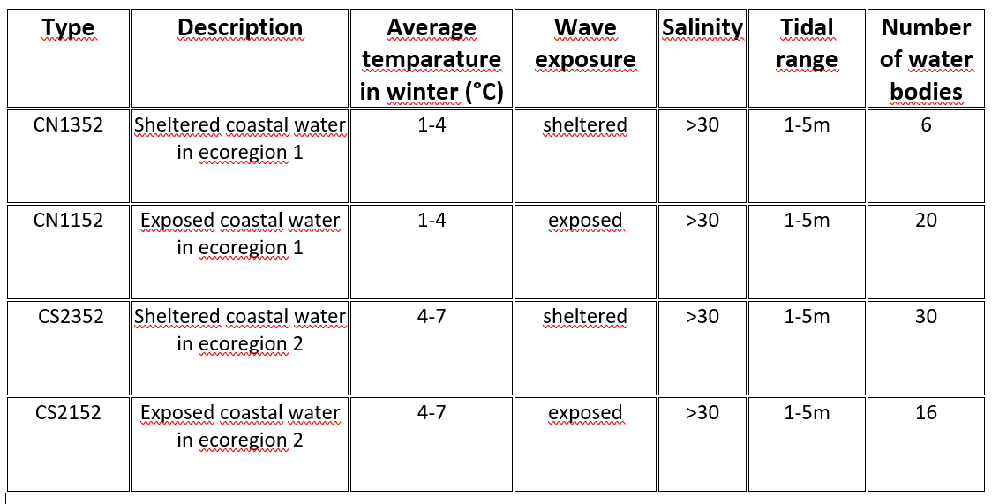 Type
Description
Average
temparature
in winter (°C)
Wave
exposure
Salinity
Tidal
range
Number
of water
bodies
CN1352
Sheltered coastal water
in ecoregion 1
1-4
sheltered
>30
1-5m
6
CN1152
Exposed coastal water
in ecoregion 1
1-4
exposed
>30
1-5m
20
CS2352
Sheltered coastal water
in ecoregion 2
4-7
sheltered
>30
1-5m
30
CS2152
Exposed coastal water
in ecoregion 2
4-7
exposed
>30
1-5m
16